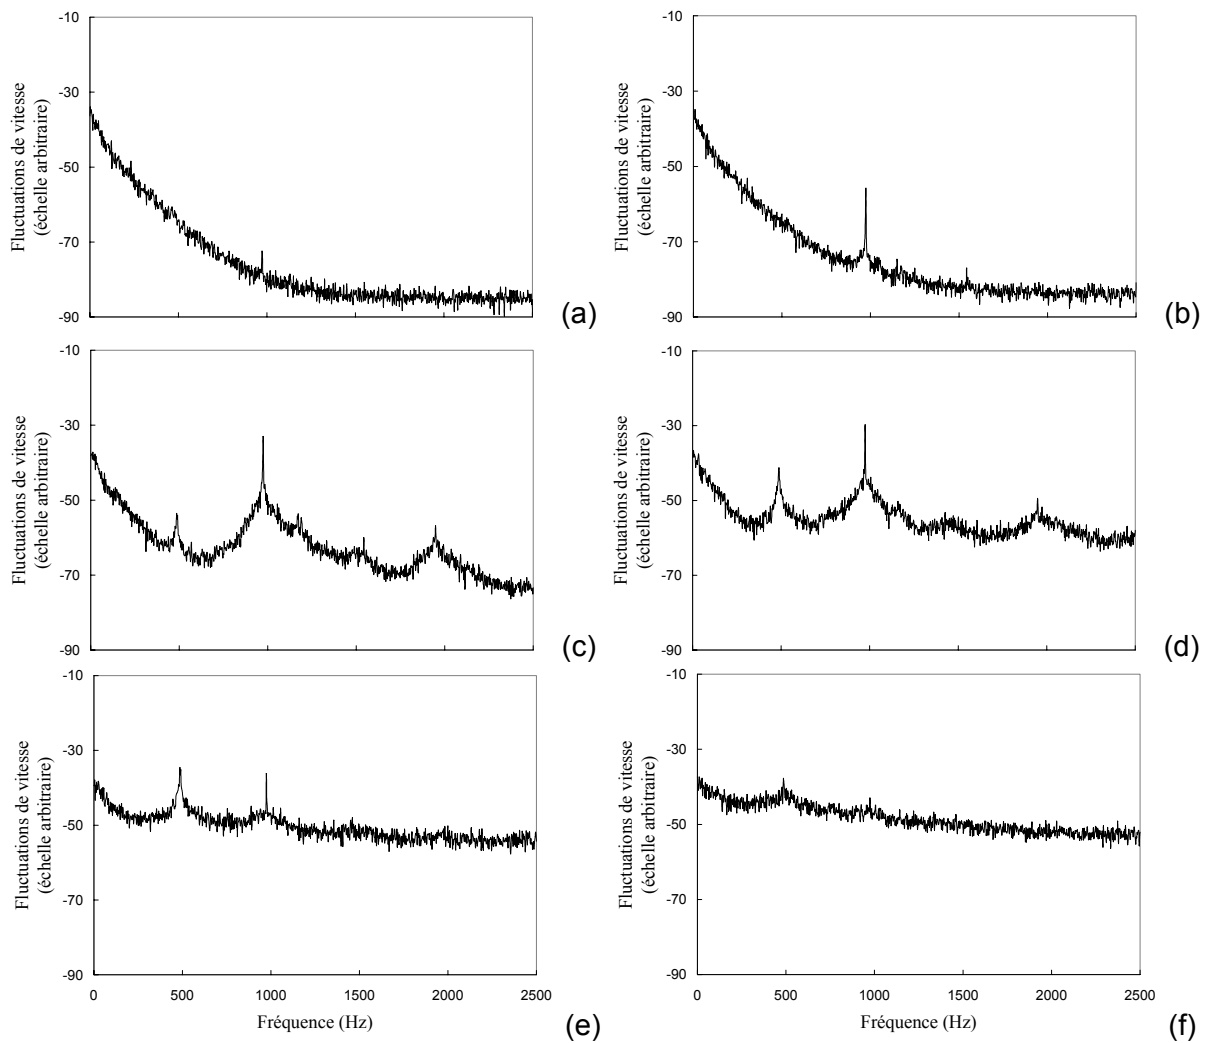 -10
-30
-50
-70
-90
Fluctuations de vitesse
(échelle arbitraire)
(a)
-10
-30
-50
-70
-90
Fluctuations de vitesse
(échelle arbitraire)
(b)
-10
-30
-50
-70
-90
Fluctuations de vitesse
(échelle arbitraire)
(c)
-10
-30
-50
-70
-90
Fluctuations de vitesse
(échelle arbitraire)
(d)
-10
-30
-50
-70
-90
Fluctuations de vitesse
(échelle arbitraire)
0 500 1000 1500 2000 2500
Fréquence (Hz)
(e)
-10
-30
-50
-70
-90
Fluctuations de vitesse
(échelle arbitraire)
0 500 1000 1500 2000 2500
Fréquence (Hz)
(f)